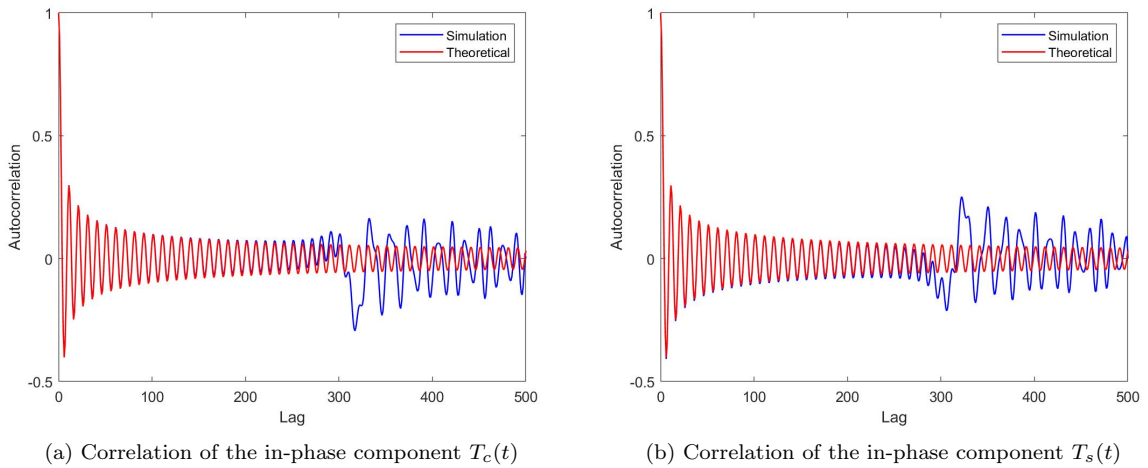 1
0.5
0
-0.5
0 100 200 300 400 500
Autocorrelation
Lag
Simulation
Theoretical
(a) Correlation of the in-phase component T_c(t)
1
0.5
0
-0.5
0 100 200 300 400 500
Autocorrelation
Lag
Simulation
Theoretical
(b) Correlation of the in-phase component T_s(t)